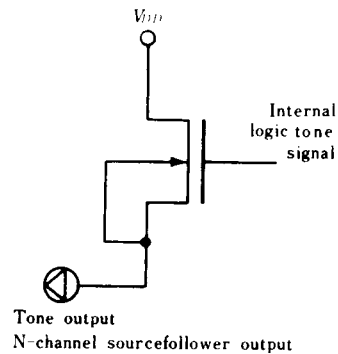 VDD
Internal
logic tone
signal
Tone output
N-channel sourcefollower output